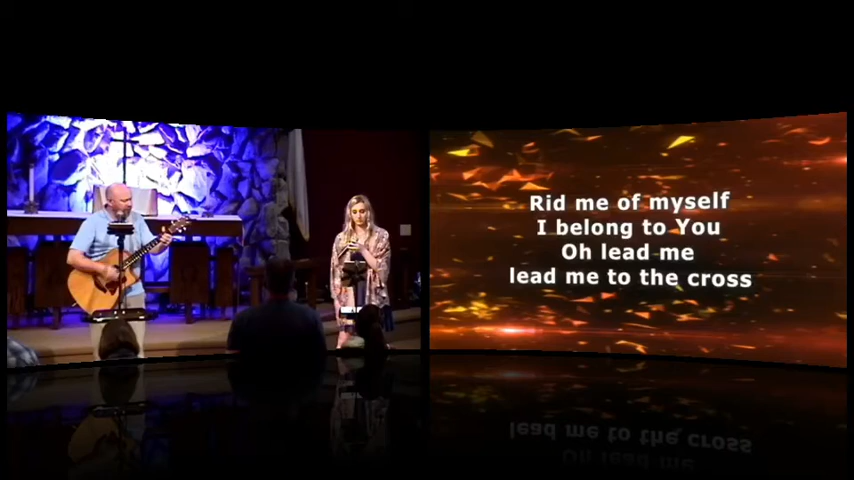 Rid me of myself
I belong to You
Oh lead me
lead me to the cross